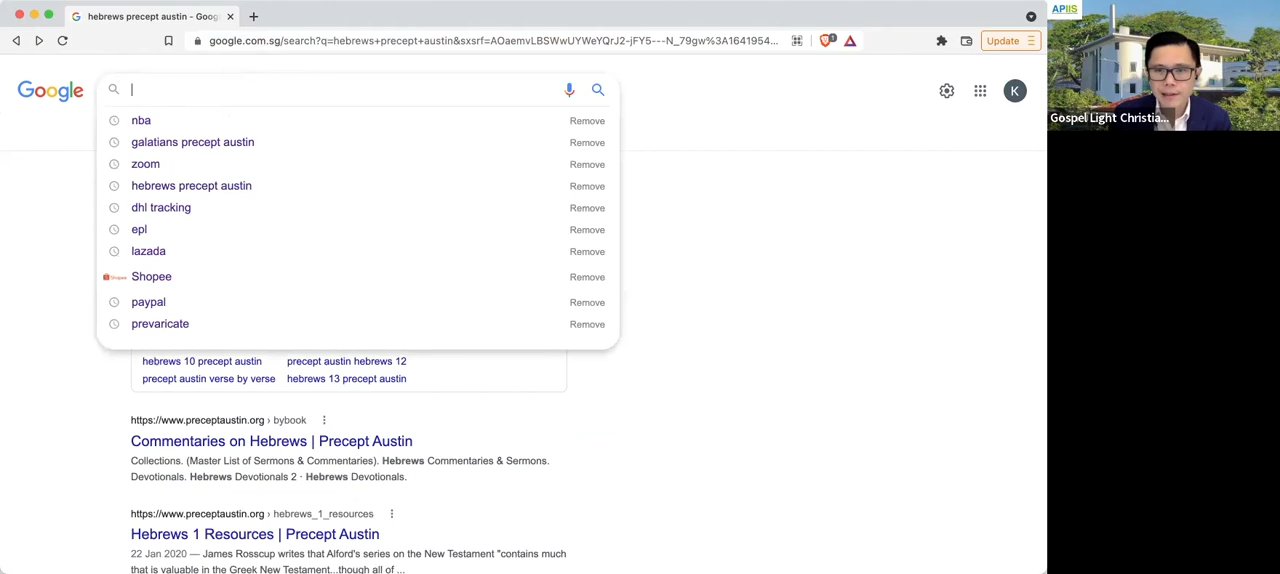 hebrews precept austin - Goog
google.com.sg/search?q=hebrews+precept+austin&sxsrf=AOaemvLBSWwUYWeYQrJ2-jFY5---N_79gw%3A1641954...
1
Update
APIIS
Google
K
Gospel Light Christia...
nba Remove
galatians precept austin Remove
zoom Remove
hebrews precept austin Remove
dhl tracking Remove
epl Remove
lazada Remove
Shopee Shopee Remove
paypal Remove
prevaricate Remove
hebrews 10 precept austin precept austin hebrews 12
precept austin verse by verse hebrews 13 precept austin
https://www.preceptaustin.org › bybook
Commentaries on Hebrews | Precept Austin
Collections. (Master List of Sermons & Commentaries). Hebrews Commentaries & Sermons.
Devotionals. Hebrews Devotionals 2 · Hebrews Devotionals.
https://www.preceptaustin.org › hebrews_1_resources
Hebrews 1 Resources | Precept Austin
22 Jan 2020 — James Rosscup writes that Alford's series on the New Testament "contains much
that is valuable in the Greek New Testament...though all of ...